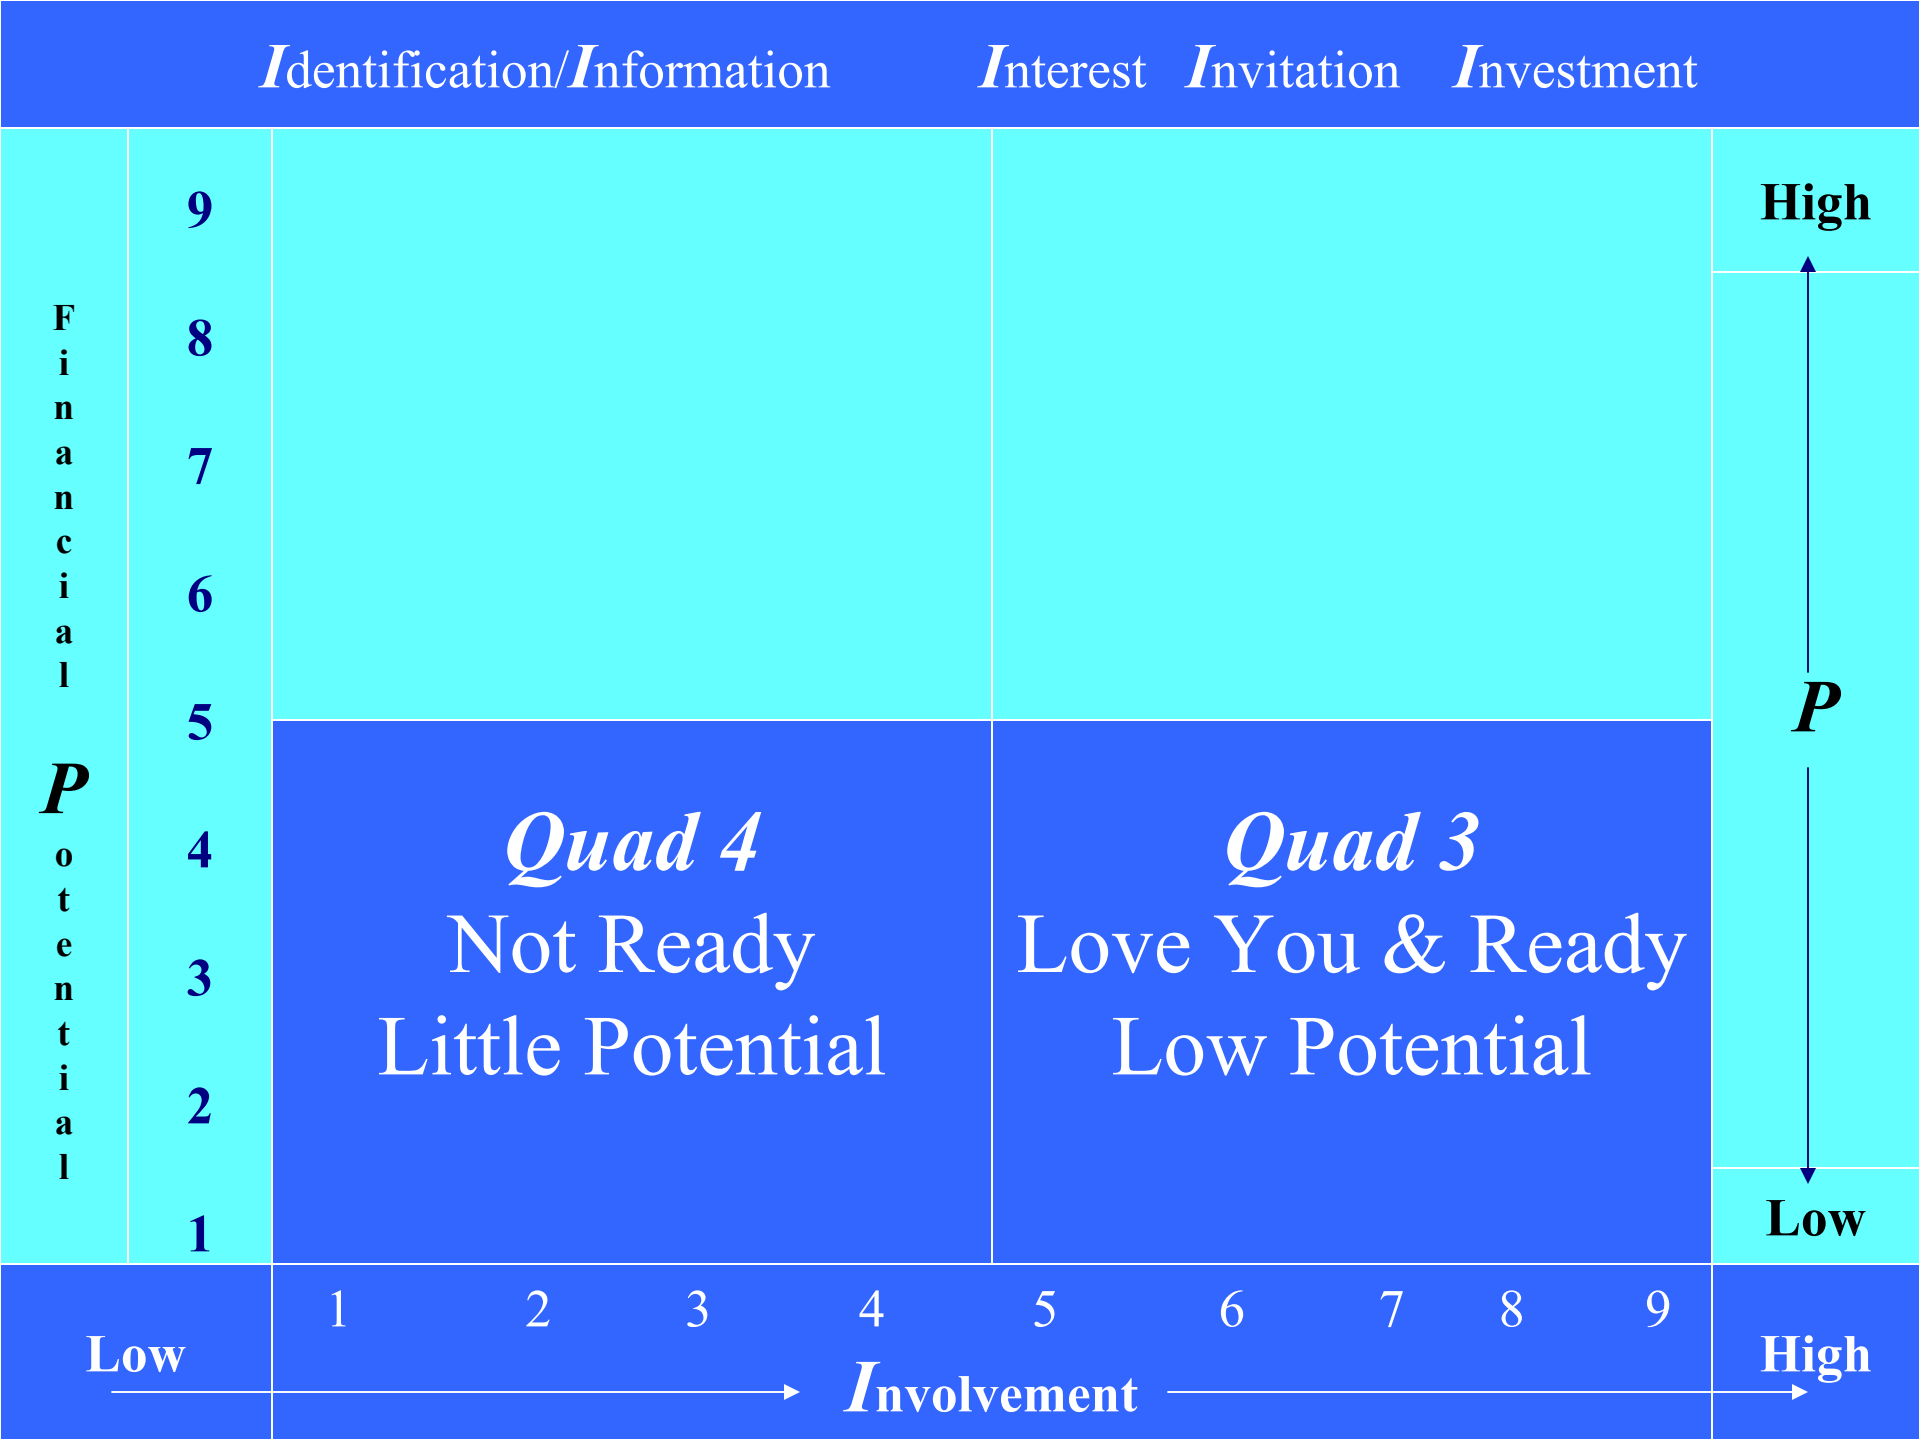 Identification/Information Interest Invitation Investment
Financial
Potential
9
8
7
6
5
4
3
2
1
Quad 4
Not Ready
Little Potential
Quad 3
Love You & Ready
Low Potential
High
P
Low
1 2 3 4 5 6 7 8 9
Low
Involvement
High